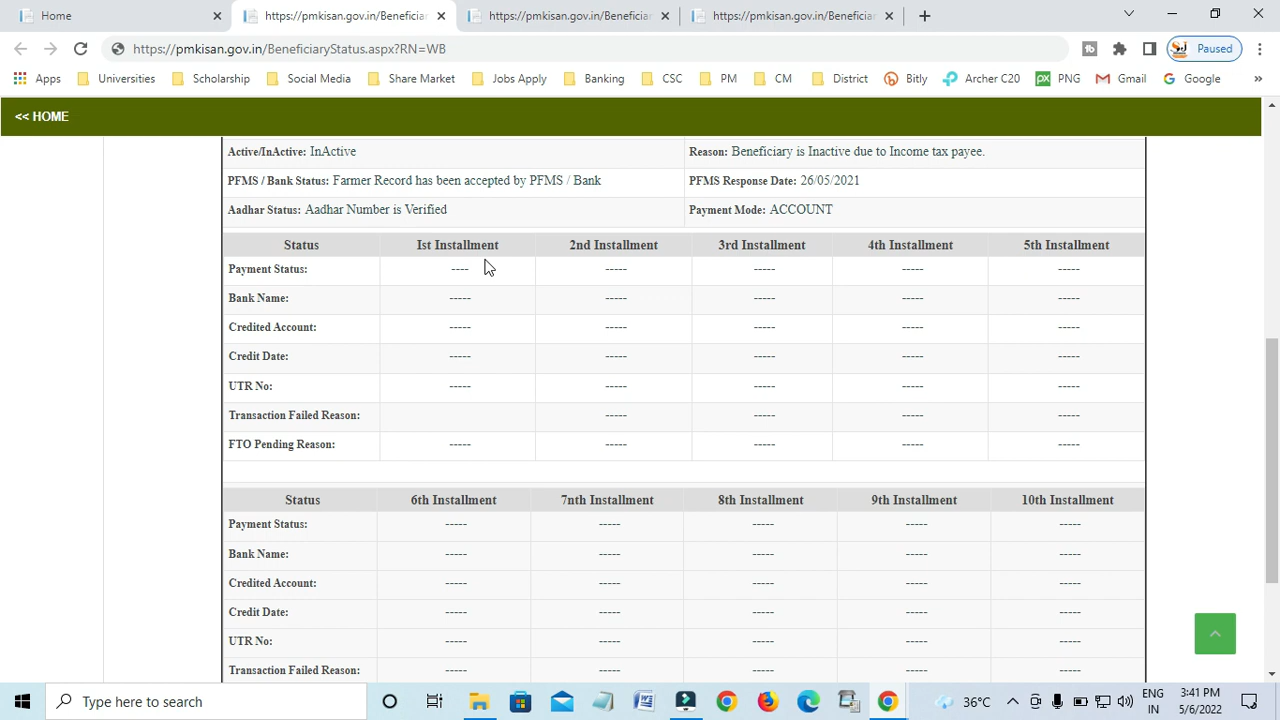 Home
https://pmkisan.gov.in/Beneficiar
https://pmkisan.gov.in/Beneficiar
https://pmkisan.gov.in/Beneficiar
https://pmkisan.gov.in/BeneficiaryStatus.aspx?RN=WB
tb
Paused
Apps Universities Scholarship Social Media Share Market Jobs Apply Banking CSC PM CM District Bitly Archer C20 PNG Gmail Google »
<< HOME
Active/InActive: InActive Reason: Beneficiary is Inactive due to Income tax payee.
PFMS / Bank Status: Farmer Record has been accepted by PFMS / Bank PFMS Response Date: 26/05/2021
Aadhar Status: Aadhar Number is Verified Payment Mode: ACCOUNT
Status Ist Installment 2nd Installment 3rd Installment 4th Installment 5th Installment
Payment Status: ---- ----- ----- ----- -----
Bank Name: ----- ----- ----- ----- -----
Credited Account: ----- ----- ----- ----- -----
Credit Date: ----- ----- ----- ----- -----
UTR No: ----- ----- ----- ----- -----
Transaction Failed Reason: ----- ----- ----- -----
FTO Pending Reason: ----- ----- ----- ----- -----
Status 6th Installment 7nth Installment 8th Installment 9th Installment 10th Installment
Payment Status: ----- ----- ----- ----- -----
Bank Name: ----- ----- ----- ----- -----
Credited Account: ----- ----- ----- ----- -----
Credit Date: ----- ----- ----- ----- -----
UTR No: ----- ----- ----- ----- -----
Transaction Failed Reason: ----- ----- ----- ----- -----
Type here to search
36°C
ENG
IN
3:41 PM
5/6/2022